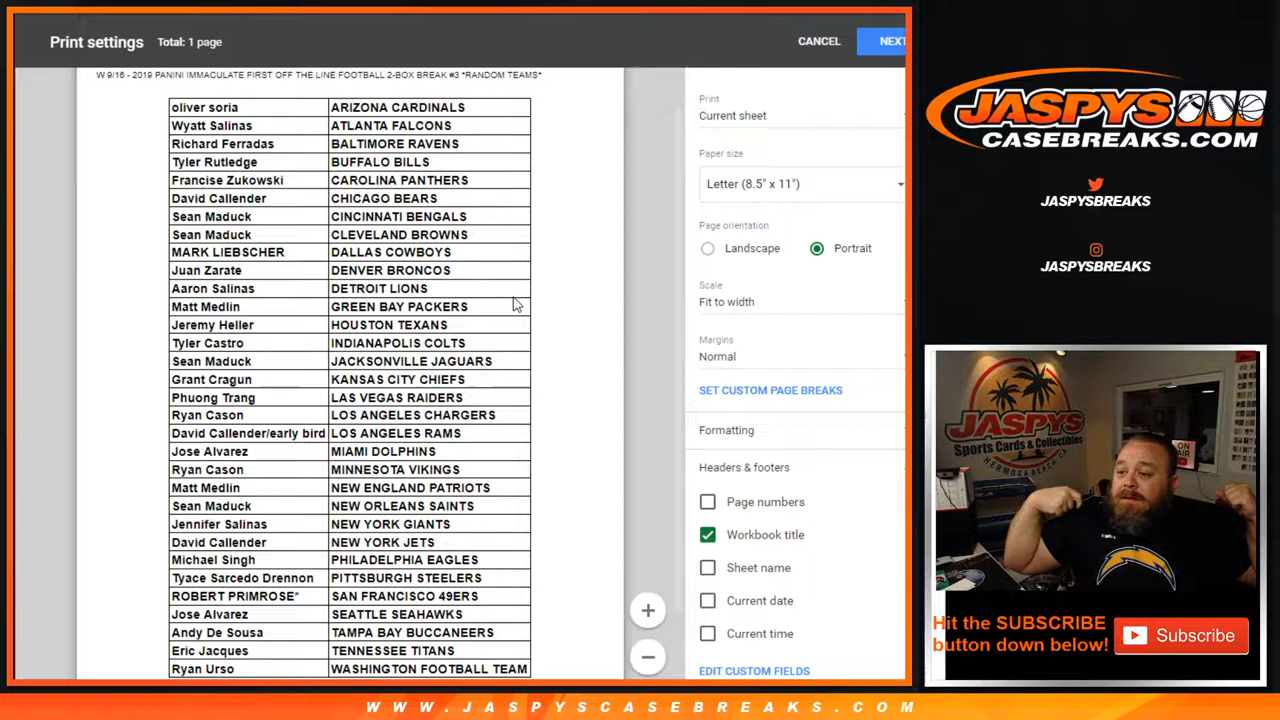 Print settings
Total: 1 page
CANCEL
NEXT
W 9/16 - 2019 PANINI IMMACULATE FIRST OFF THE LINE FOOTBALL 2-BOX BREAK #3 *RANDOM TEAMS*
oliver soria ARIZONA CARDINALS
Wyatt Salinas ATLANTA FALCONS
Richard Ferradas BALTIMORE RAVENS
Tyler Rutledge BUFFALO BILLS
Francise Zukowski CAROLINA PANTHERS
David Callender CHICAGO BEARS
Sean Maduck CINCINNATI BENGALS
Sean Maduck CLEVELAND BROWNS
MARK LIEBSCHER DALLAS COWBOYS
Juan Zarate DENVER BRONCOS
Aaron Salinas DETROIT LIONS
Matt Medlin GREEN BAY PACKERS
Jeremy Heller HOUSTON TEXANS
Tyler Castro INDIANAPOLIS COLTS
Sean Maduck JACKSONVILLE JAGUARS
Grant Cragun KANSAS CITY CHIEFS
Phuong Trang LAS VEGAS RAIDERS
Ryan Cason LOS ANGELES CHARGERS
David Callender/early bird LOS ANGELES RAMS
Jose Alvarez MIAMI DOLPHINS
Ryan Cason MINNESOTA VIKINGS
Matt Medlin NEW ENGLAND PATRIOTS
Sean Maduck NEW ORLEANS SAINTS
Jennifer Salinas NEW YORK GIANTS
David Callender NEW YORK JETS
Michael Singh PHILADELPHIA EAGLES
Tyace Sarcedo Drennon PITTSBURGH STEELERS
ROBERT PRIMROSE* SAN FRANCISCO 49ERS
Jose Alvarez SEATTLE SEAHAWKS
Andy De Sousa TAMPA BAY BUCCANEERS
Eric Jacques TENNESSEE TITANS
Ryan Urso WASHINGTON FOOTBALL TEAM
Print
Current sheet
Paper size
Letter (8.5" x 11")
Page orientation
Landscape
Portrait
Scale
Fit to width
Margins
Normal
SET CUSTOM PAGE BREAKS
Formatting
Headers & footers
Page numbers
Workbook title
Sheet name
Current date
Current time
EDIT CUSTOM FIELDS
JASPYS
CASEBREAKS.COM
JASPYSBREAKS
JASPYSBREAKS
JASPYS
Sports Cards & Collectibles
HERMOSA BEACH
ON
AIR
Hit the SUBSCRIBE
button down below!
Subscribe
WWW.JASPYSCASEBREAKS.COM